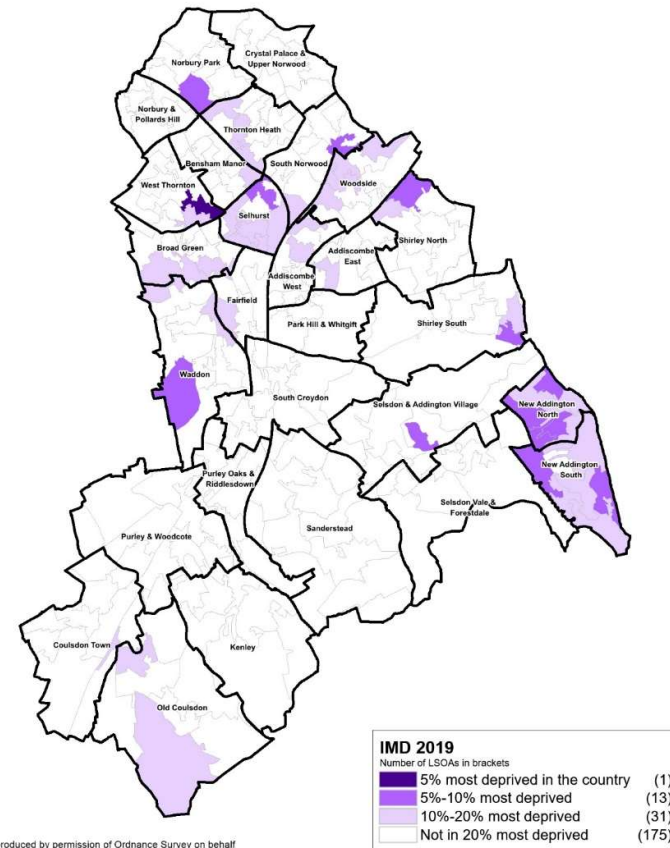 Norbury Park
Crystal Palace &
Upper Norwood
Norbury &
Pollards Hill
Thornton Heath
Bensham Manor
South Norwood
West Thornton
Woodside
Selhurst
Shirley North
Broad Green
Addiscombe
East
Addiscombe
West
Fairfield
Park Hill & Whitgift
Shirley South
Waddon
South Croydon
Selsdon & Addington Village
New Addington
North
New Addington
South
Purley Oaks &
Riddlesdown
Selsdon Vale &
Forestdale
Sanderstead
Purley & Woodcote
Coulsdon Town
Kenley
Old Coulsdon
IMD 2019
Number of LSOAs in brackets
5% most deprived in the country (1)
5%-10% most deprived (13)
10%-20% most deprived (31)
Not in 20% most deprived (175)
roduced by permission of Ordnance Survey on behalf